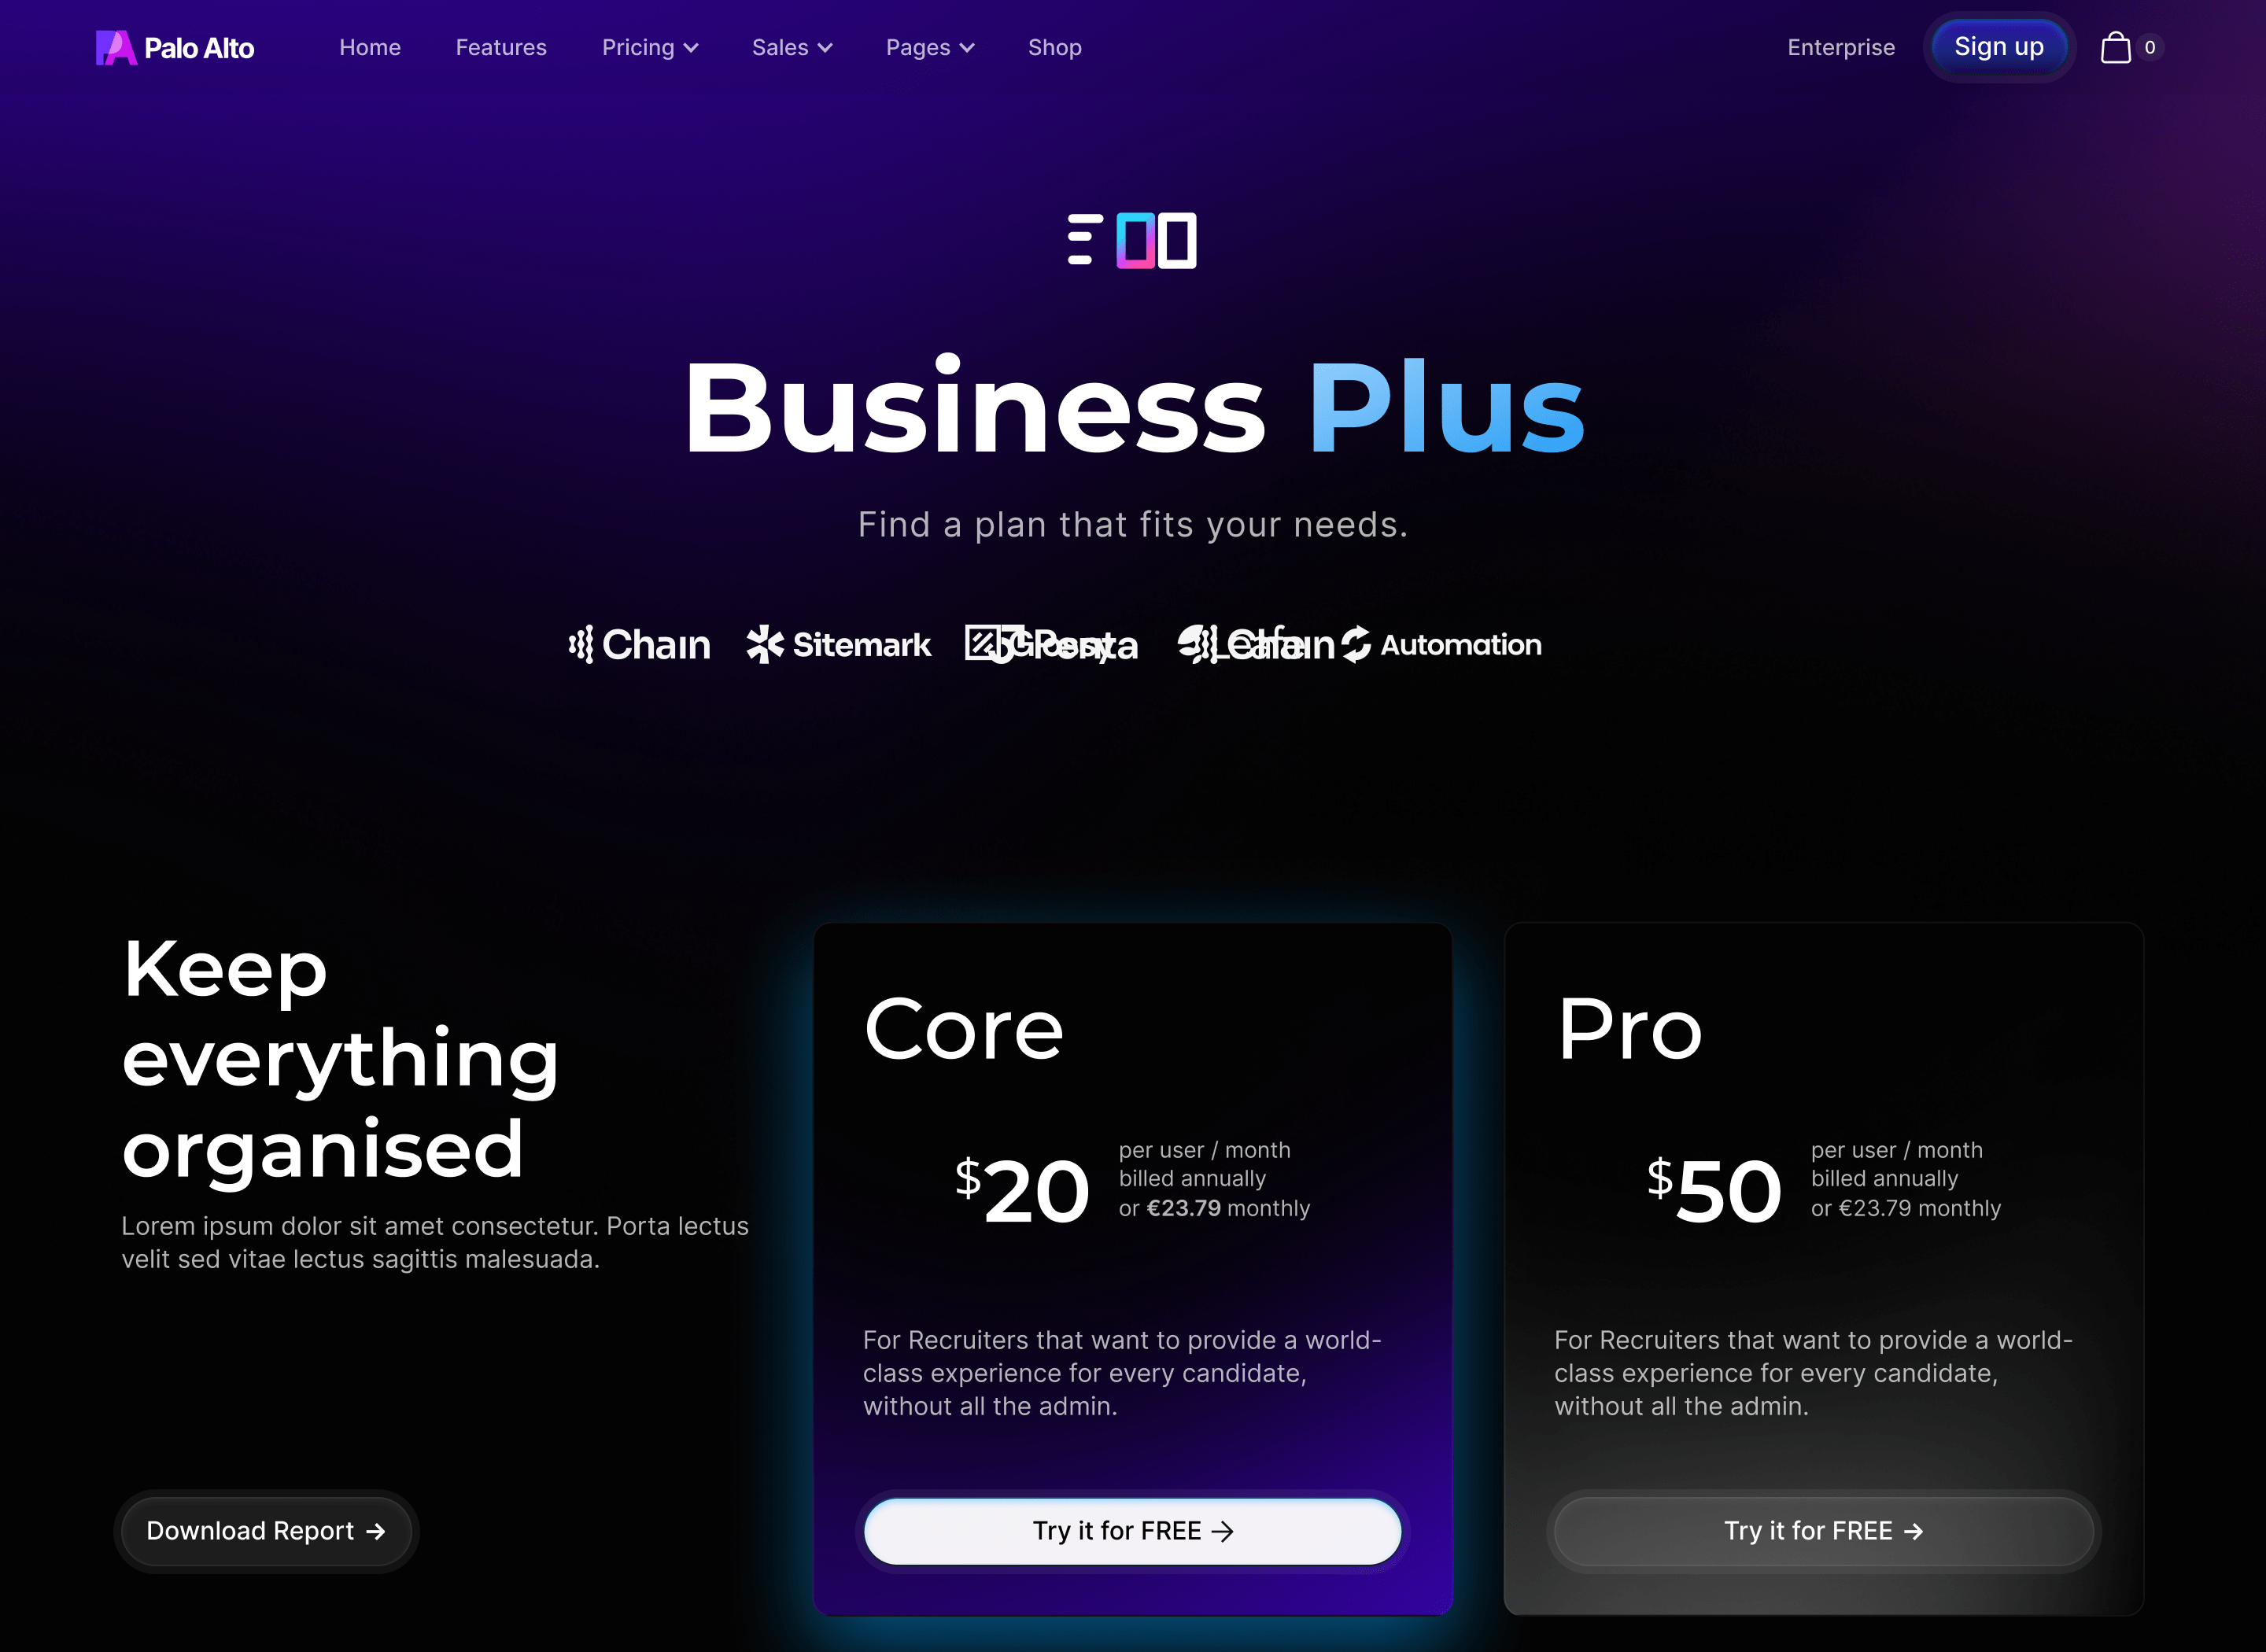 Palo Alto
Home
Features
Pricing
Sales
Pages
Shop
Enterprise
Sign up
0
Business Plus
Find a plan that fits your needs.
Chain
Sitemark
Glossy
Penta
Leafe
Chain
Automation
Keep
everything
organised
Lorem ipsum dolor sit amet consectetur. Porta lectus
velit sed vitae lectus sagittis malesuada.
Download Report →
Core
$20
per user / month
billed annually
or €23.79 monthly
For Recruiters that want to provide a world-
class experience for every candidate,
without all the admin.
Try it for FREE →
Pro
$50
per user / month
billed annually
or €23.79 monthly
For Recruiters that want to provide a world-
class experience for every candidate,
without all the admin.
Try it for FREE →